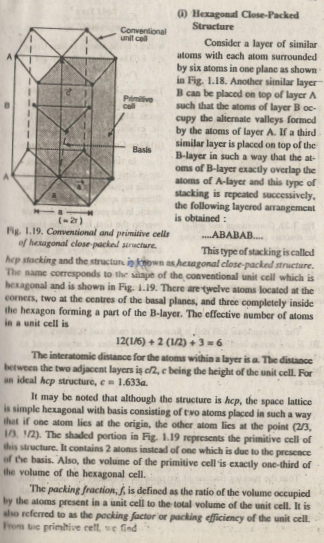 Conventional
unit cell
A
B
Primitive
cell
Basis
A
a
a
(= 2r)
Fig. 1.19. Conventional and primitive cells
of hexagonal close-packed structure.
(i) Hexagonal Close-Packed
Structure
Consider a layer of similar
atoms with each atom surrounded
by six atoms in one plane as shown
in Fig. 1.18. Another similar layer
B can be placed on top of layer A
such that the atoms of layer B oc-
cupy the alternate valleys formed
by the atoms of layer A. If a third
similar layer is placed on top of the
B-layer in such a way that the at-
oms of B-layer exactly overlap the
atoms of A-layer and this type of
stacking is repeated successively,
the following layered arrangement
is obtained :
....ABABAB....
This type of stacking is called
hcp stacking and the structure is known as hexagonal close-packed structure.
The name corresponds to the shape of the conventional unit cell which is
hexagonal and is shown in Fig. 1.19. There are twelve atoms located at the
corners, two at the centres of the basal planes, and three completely inside
the hexagon forming a part of the B-layer. The effective number of atoms
in a unit cell is
12(1/6) + 2 (1/2) + 3 = 6
The interatomic distance for the atoms within a layer is a. The distance
between the two adjacent layers is c/2, c being the height of the unit cell. For
an ideal hcp structure, c = 1.633a.
It may be noted that although the structure is hcp, the space lattice
is simple hexagonal with basis consisting of two atoms placed in such a way
that if one atom lies at the origin, the other atom lies at the point (2/3,
1/3, 1/2). The shaded portion in Fig. 1.19 represents the primitive cell of
this structure. It contains 2 atoms instead of one which is due to the presence
of the basis. Also, the volume of the primitive cell is exactly one-third of
the volume of the hexagonal cell.
The packing fraction, f, is defined as the ratio of the volume occupied
by the atoms present in a unit cell to the total volume of the unit cell. It is
also referred to as the packing factor or packing efficiency of the unit cell.
From the primitive cell, we find